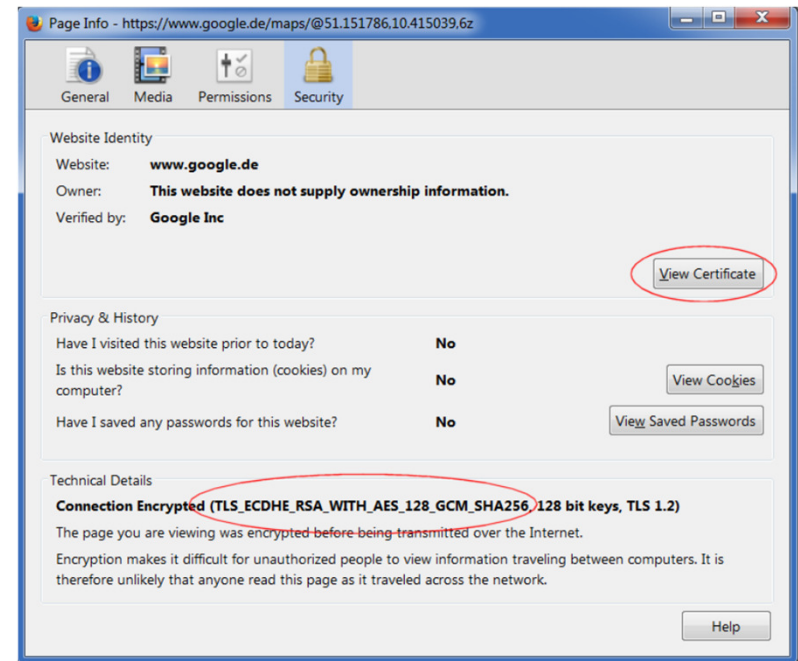 Page Info - https://www.google.de/maps/@51.151786,10.415039,6z
General Media Permissions Security
Website Identity
Website: www.google.de
Owner: This website does not supply ownership information.
Verified by: Google Inc
View Certificate
Privacy & History
Have I visited this website prior to today? No
Is this website storing information (cookies) on my
computer? No View Cookies
Have I saved any passwords for this website? No View Saved Passwords
Technical Details
Connection Encrypted (TLS_ECDHE_RSA_WITH_AES_128_GCM_SHA256, 128 bit keys, TLS 1.2)
The page you are viewing was encrypted before being transmitted over the Internet.
Encryption makes it difficult for unauthorized people to view information traveling between computers. It is
therefore unlikely that anyone read this page as it traveled across the network.
Help